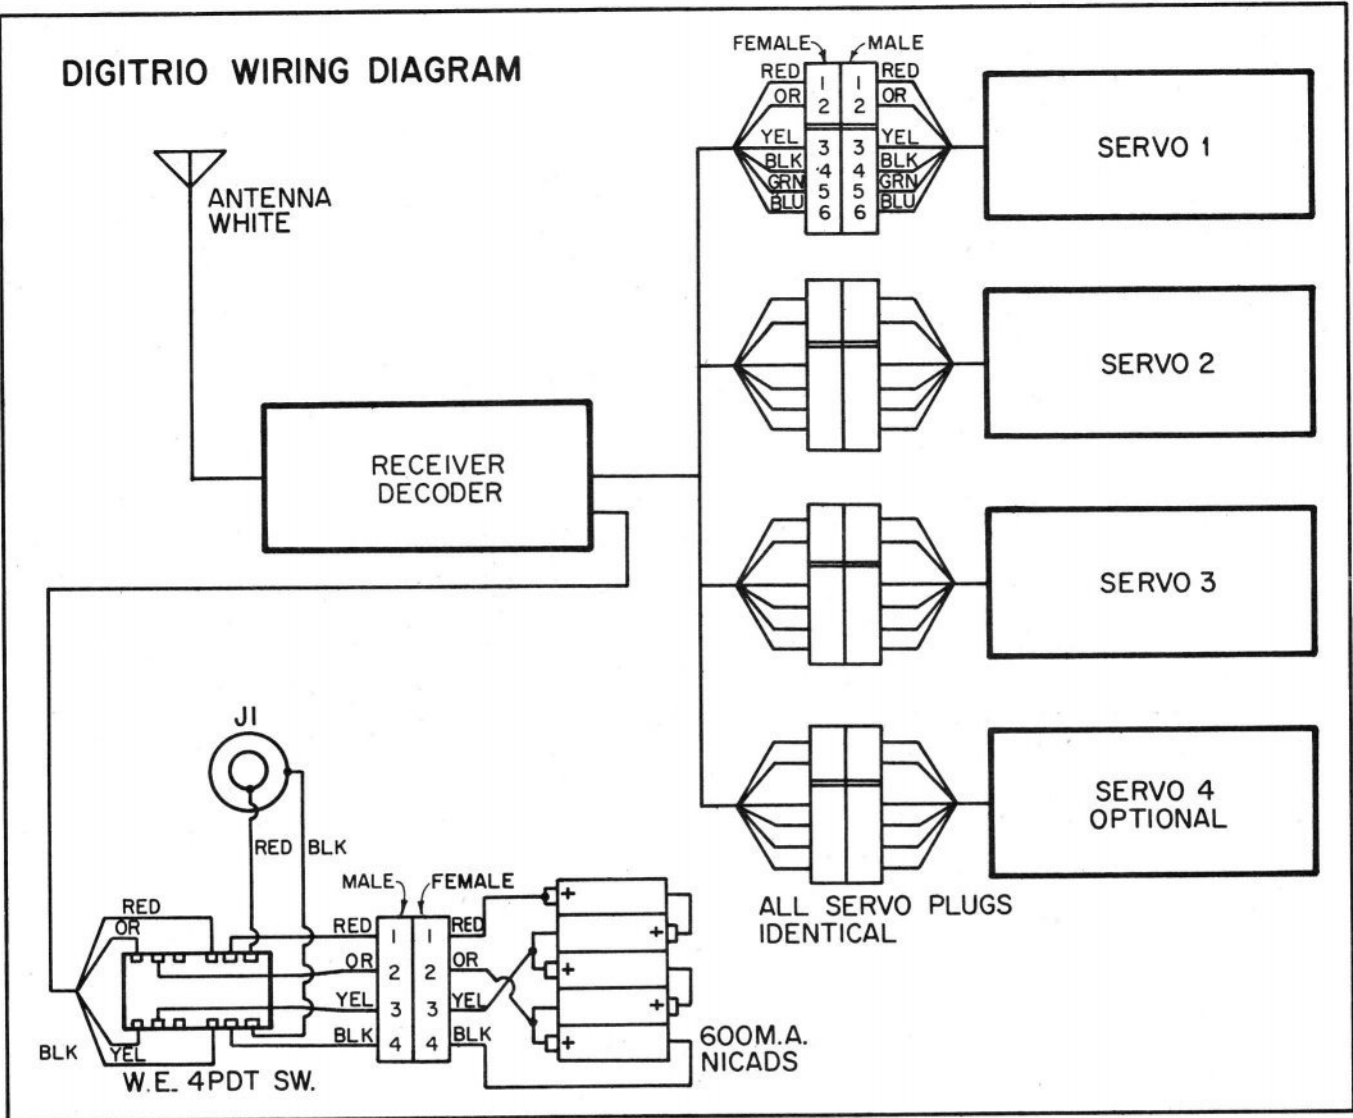 DIGITRIO WIRING DIAGRAM
FEMALE MALE
RED 1 1 RED
OR 2 2 OR
YEL 3 3 YEL
BLK 4 4 BLK
GRN 5 5 GRN
BLU 6 6 BLU
SERVO 1
ANTENNA
WHITE
SERVO 2
RECEIVER
DECODER
SERVO 3
J1
RED BLK
SERVO 4
OPTIONAL
ALL SERVO PLUGS
IDENTICAL
MALE FEMALE
RED
OR
RED 1 1 RED
OR 2 2 OR
YEL 3 3 YEL
BLK 4 4 BLK
+
+
+
+
+
BLK YEL
W.E. 4PDT SW.
600M.A.
NICADS